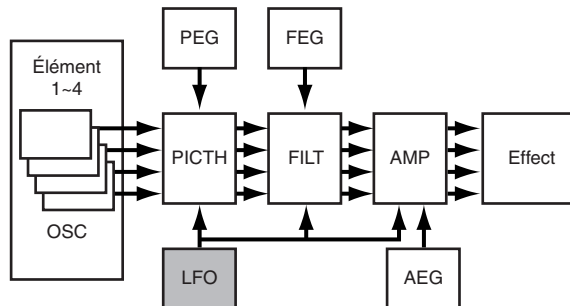 PEG
FEG
Élément
1~4
PICTH
FILT
AMP
Effect
OSC
LFO
AEG